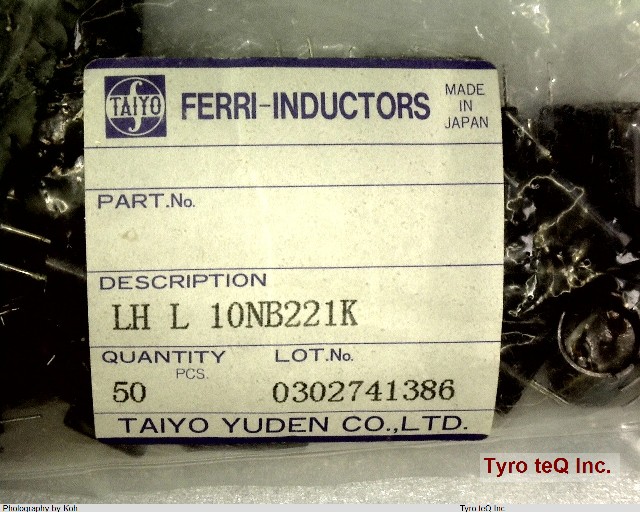 TAIYO
FERRI-INDUCTORS
MADE
IN
JAPAN
PART.No.
DESCRIPTION
LH L 10NB221K
QUANTITY LOT.No.
PCS.
50 0302741386
TAIYO YUDEN CO.,LTD.
Tyro teQ Inc.
Photography by Koh Tyro teQ Inc